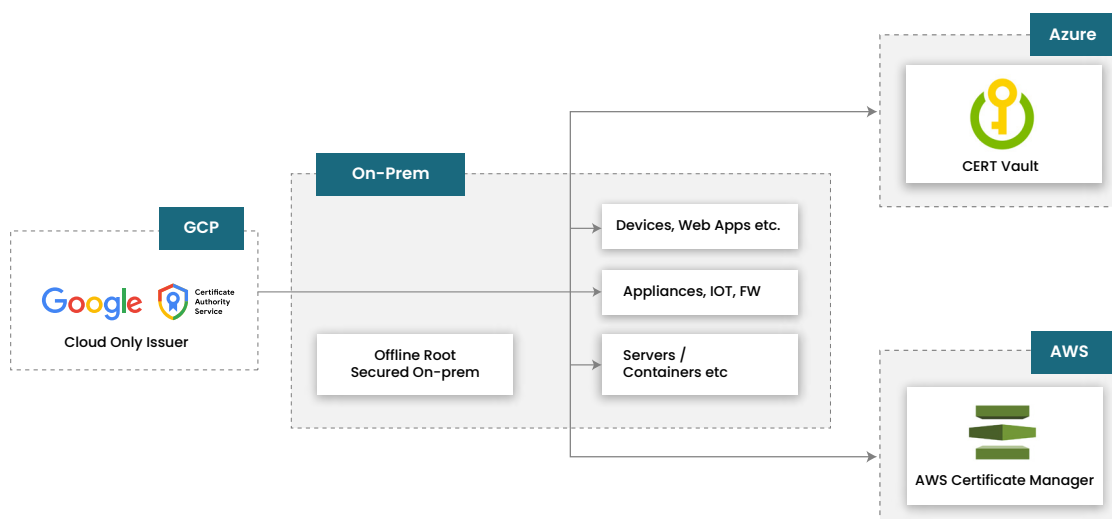 GCP
Google
Certificate
Authority
Service
Cloud Only Issuer
On-Prem
Offline Root
Secured On-prem
Devices, Web Apps etc.
Appliances, IOT, FW
Servers /
Containers etc
Azure
CERT Vault
AWS
AWS Certificate Manager